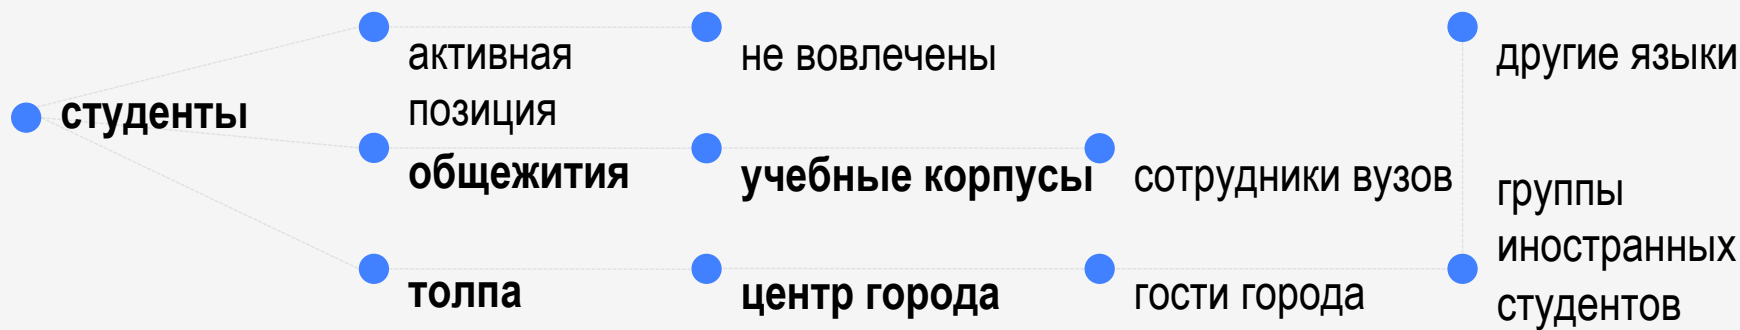 студенты
активная
позиция
не вовлечены
другие языки
общежития
учебные корпусы
сотрудники вузов
группы
иностранных
студентов
толпа
центр города
гости города